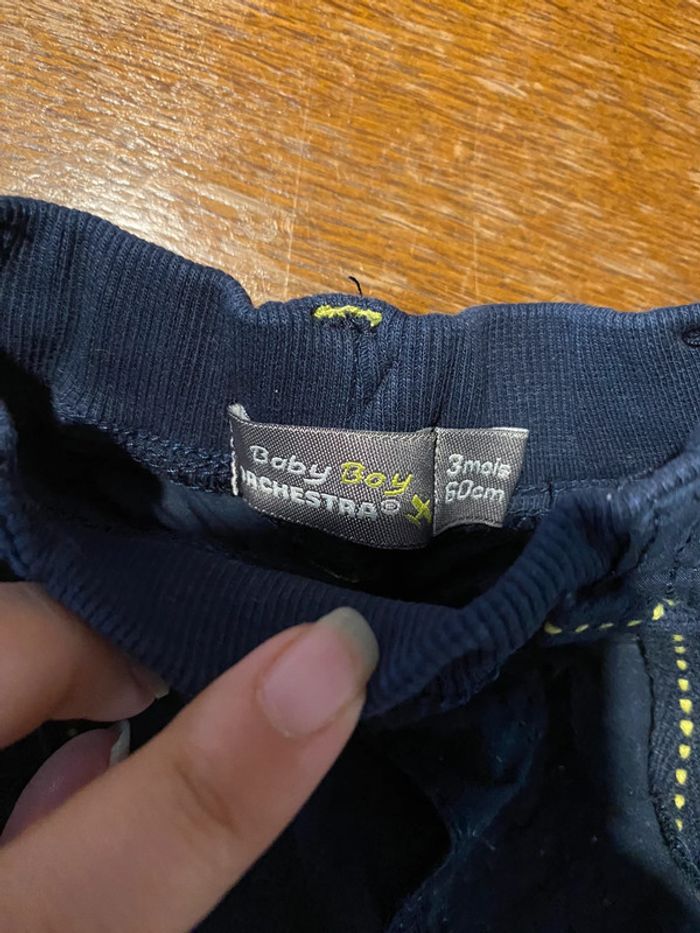 Baby Boy
ORCHESTRA®
3mois
60cm